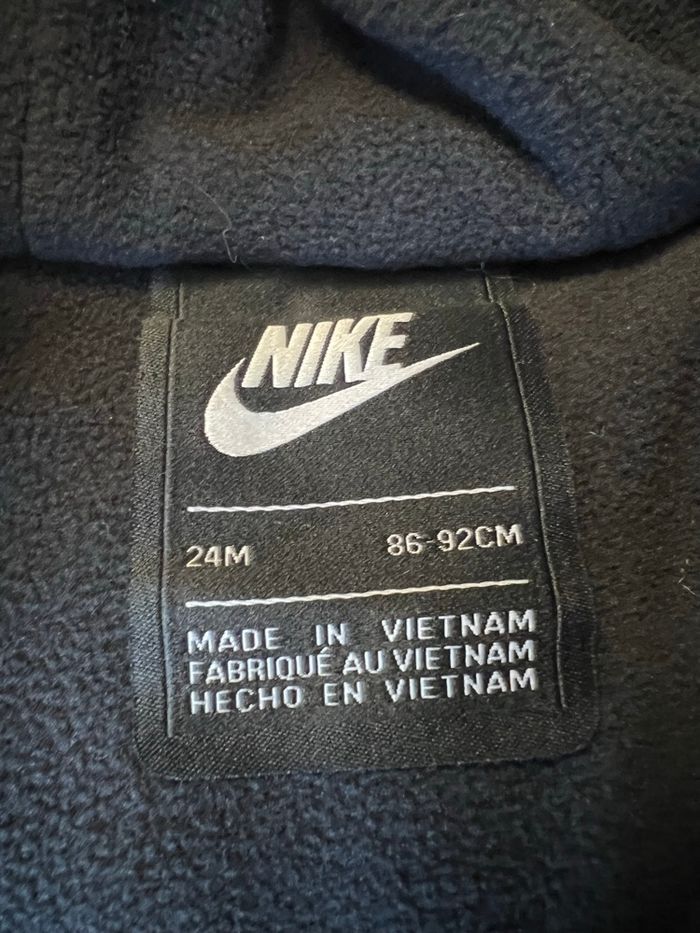 NIKE
24M 86-92CM
MADE IN VIETNAM
FABRIQUÉ AU VIETNAM
HECHO EN VIETNAM